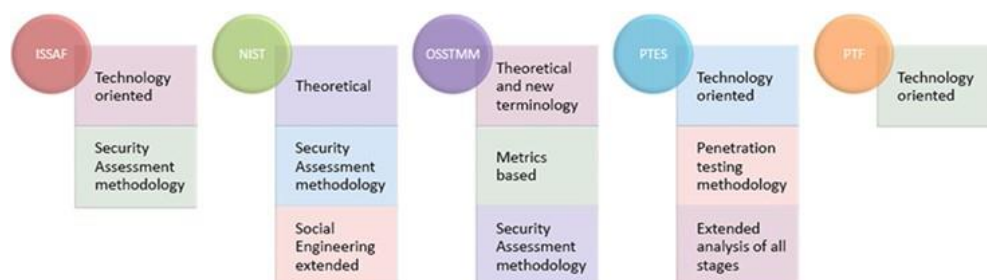 ISSAF
Technology
oriented
Security
Assessment
methodology
NIST
Theoretical
Security
Assessment
methodology
Social
Engineering
extended
OSSTMM
Theoretical
and new
terminology
Metrics
based
Security
Assessment
methodology
PTES
Technology
oriented
Penetration
testing
methodology
Extended
analysis of all
stages
PTF
Technology
oriented